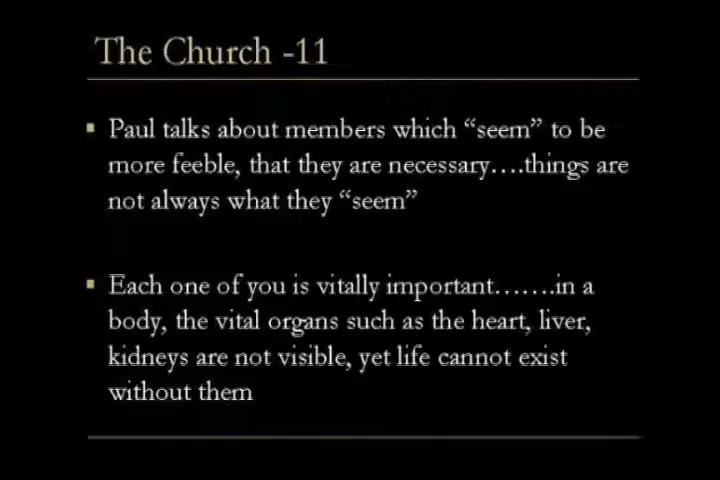 The Church -11
Paul talks about members which “seem” to be
more feeble, that they are necessary….things are
not always what they “seem”
Each one of you is vitally important…….in a
body, the vital organs such as the heart, liver,
kidneys are not visible, yet life cannot exist
without them